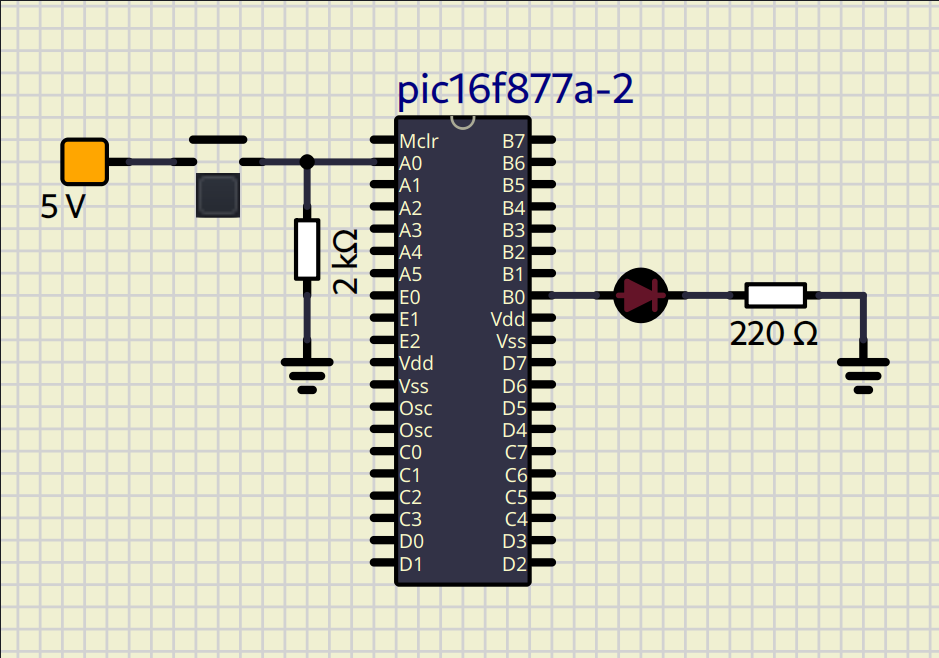 pic16f877a-2
Mclr B7
A0 B6
A1 B5
5 V
A2 B4
A3 B3
2 kΩ
A4 B2
A5 B1
E0 B0
E1 Vdd
220 Ω
E2 Vss
Vdd D7
Vss D6
Osc D5
Osc D4
C0 C7
C1 C6
C2 C5
C3 C4
D0 D3
D1 D2